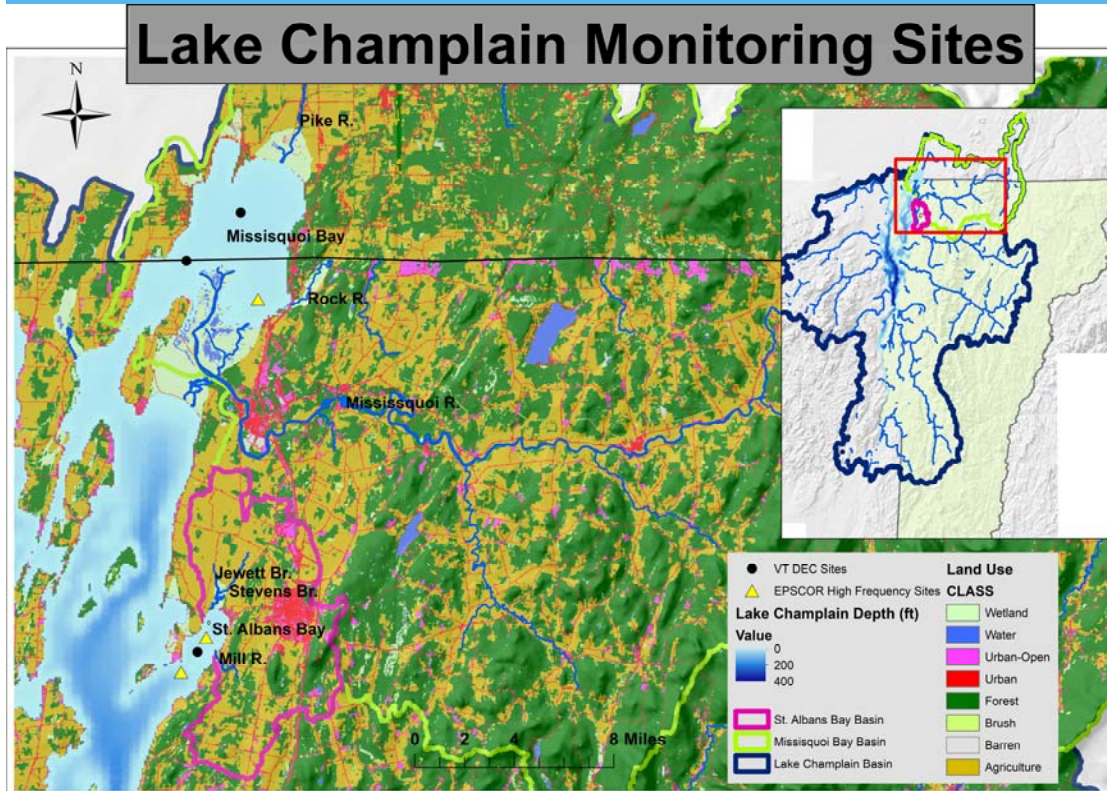 Lake Champlain Monitoring Sites
N
Pike R.
Missisquoi Bay
Rock R.
Mississquoi R.
Jewett Br.
Stevens Br.
St. Albans Bay
Mill R.
0 2 4 8 Miles
VT DEC Sites
EPSCOR High Frequency Sites
Lake Champlain Depth (ft)
Value
0
200
400
St. Albans Bay Basin
Missisquoi Bay Basin
Lake Champlain Basin
Land Use
CLASS
Wetland
Water
Urban-Open
Urban
Forest
Brush
Barren
Agriculture